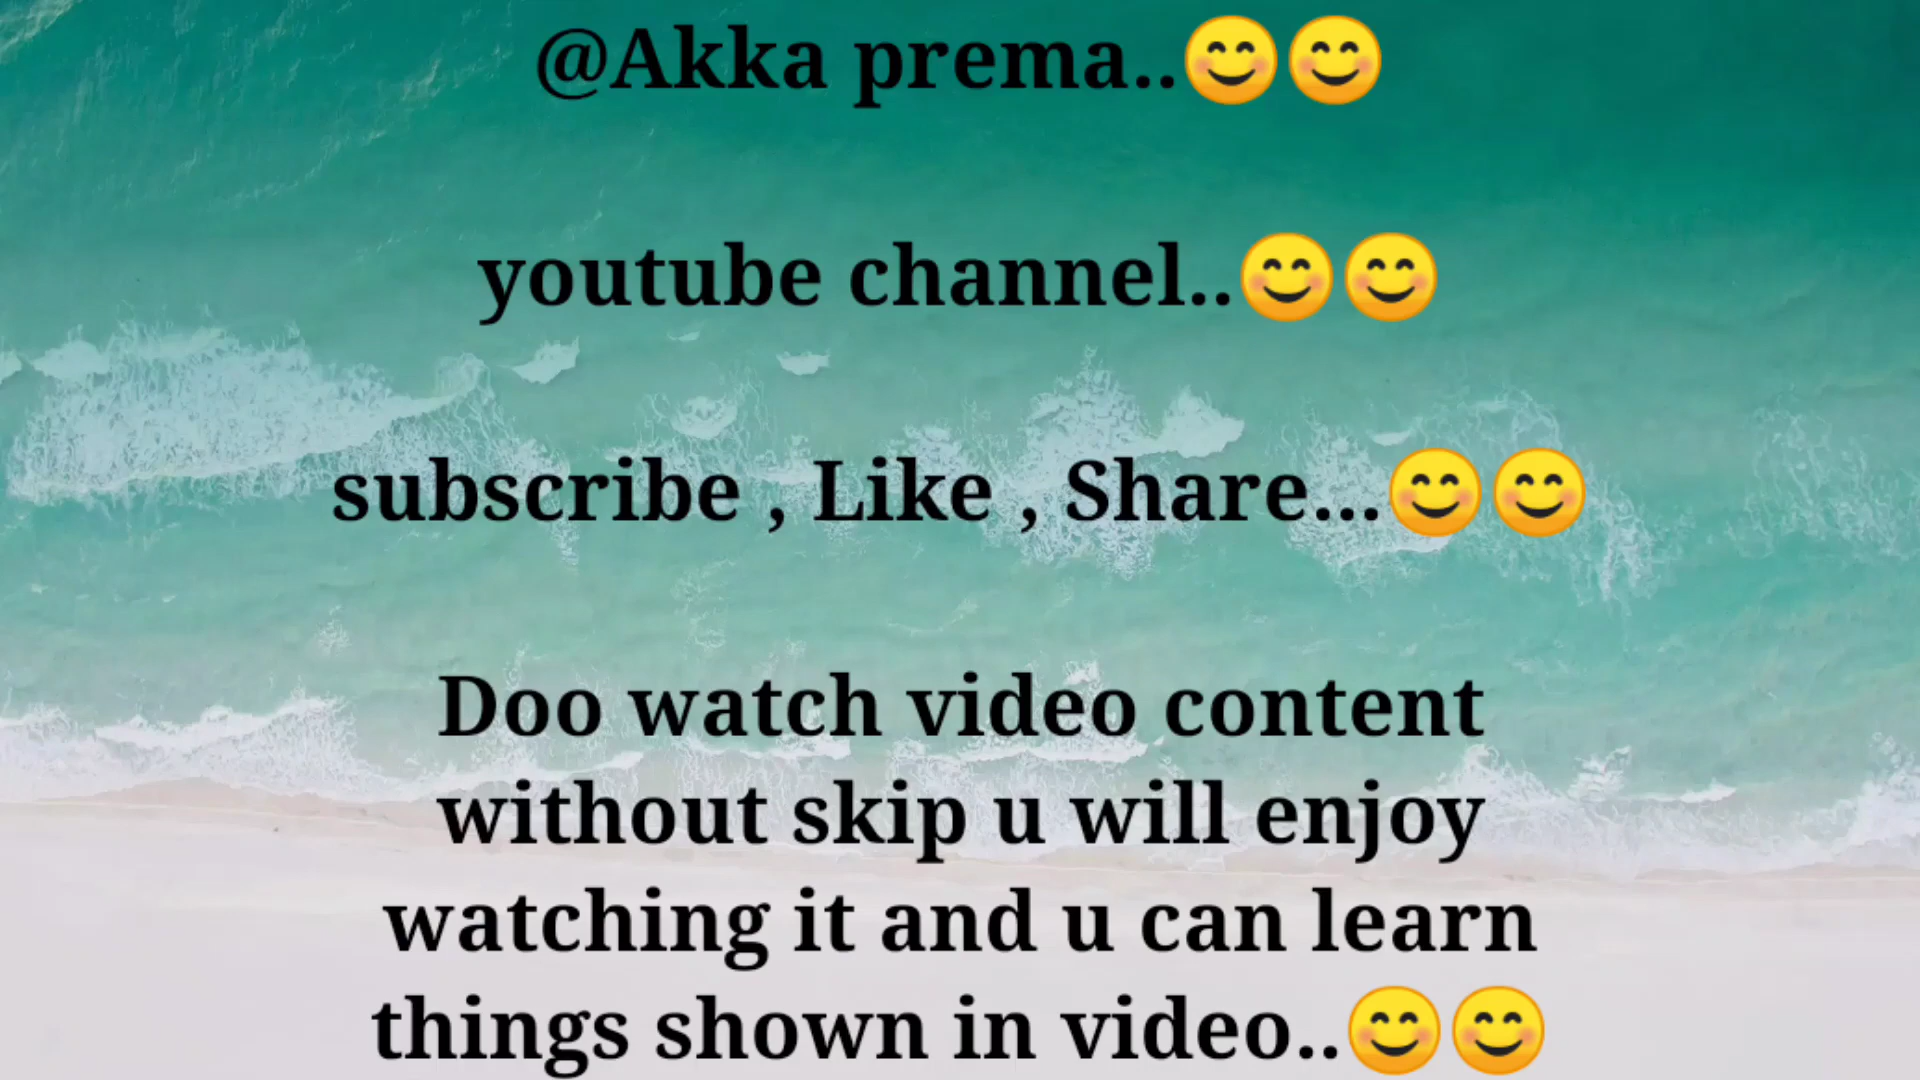 @Akka prema..😊😊
youtube channel..😊😊
subscribe , Like , Share...😊😊
Doo watch video content
without skip u will enjoy
watching it and u can learn
things shown in video..😊😊